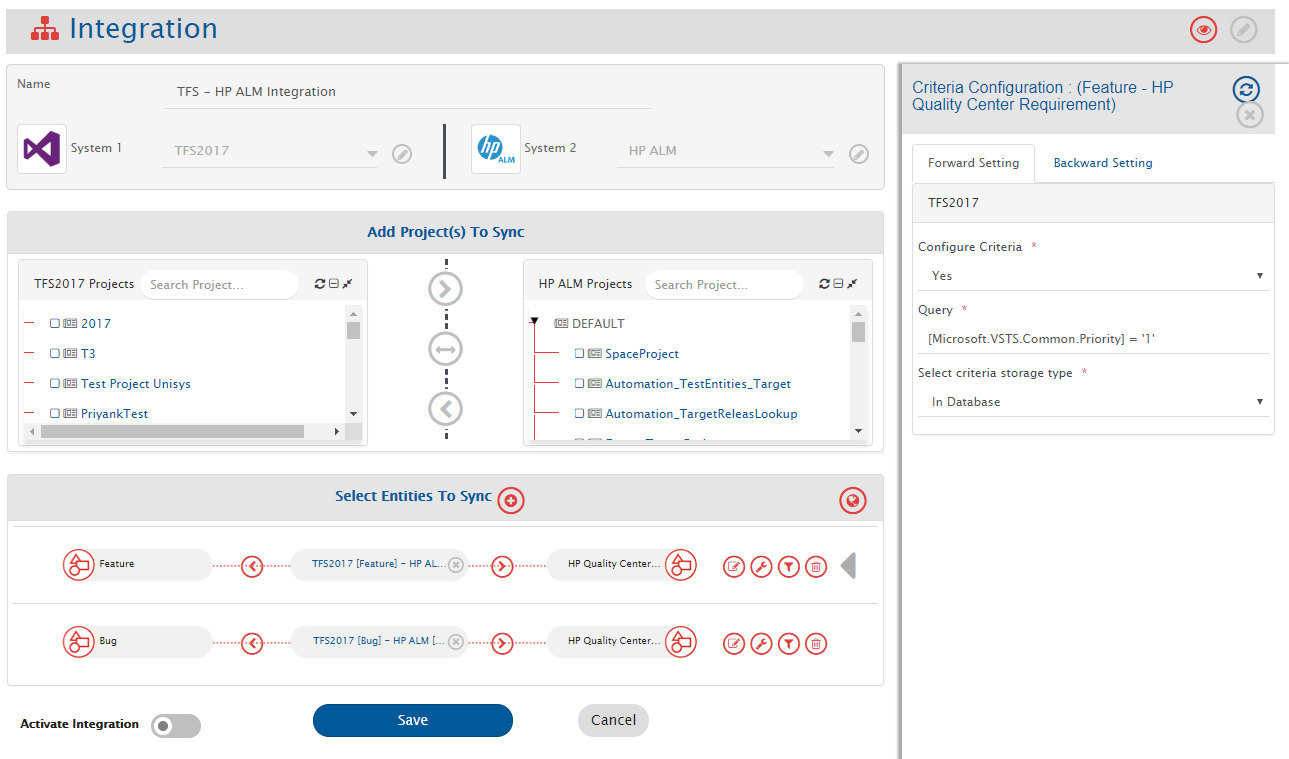 Integration
Name
TFS - HP ALM Integration
System 1
TFS2017
hp
ALM
System 2
HP ALM
Add Project(s) To Sync
TFS2017 Projects
Search Project...
2017
T3
Test Project Unisys
PriyankTest
HP ALM Projects
Search Project...
DEFAULT
SpaceProject
Automation_TestEntities_Target
Automation_TargetReleasLookup
Select Entities To Sync
Feature
TFS2017 [Feature] - HP AL...
HP Quality Center...
Bug
TFS2017 [Bug] - HP ALM [...
HP Quality Center...
Activate Integration
Save
Cancel
Criteria Configuration : (Feature - HP
Quality Center Requirement)
Forward Setting
Backward Setting
TFS2017
Configure Criteria *
Yes
Query *
[Microsoft.VSTS.Common.Priority] = '1'
Select criteria storage type *
In Database